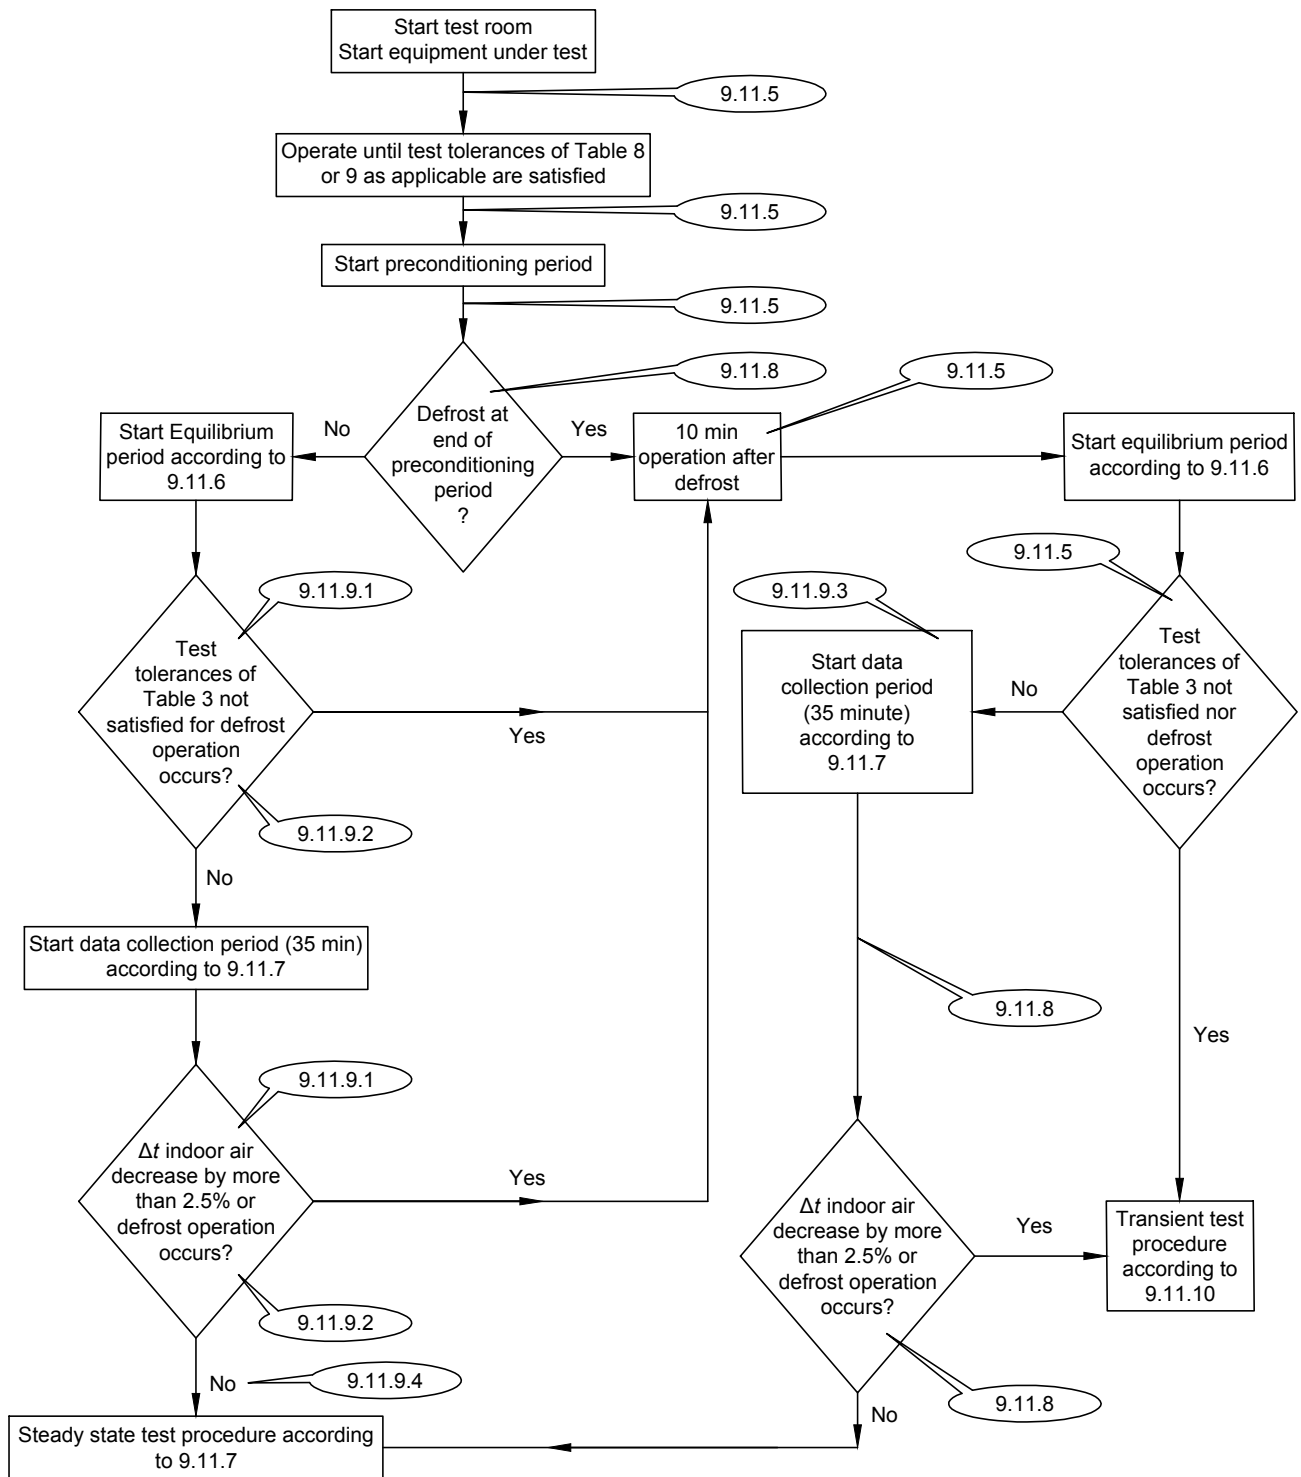 Start test room
Start equipment under test
9.11.5
Operate until test tolerances of Table 8
or 9 as applicable are satisfied
9.11.5
Start preconditioning period
9.11.5
9.11.8
9.11.5
Defrost at
end of
preconditioning
period
?
No
Yes
Start Equilibrium
period according to
9.11.6
10 min
operation after
defrost
Start equilibrium period
according to 9.11.6
9.11.5
9.11.9.1
9.11.9.3
Test
tolerances of
Table 3 not
satisfied for defrost
operation
occurs?
Yes
9.11.9.2
No
Start data
collection period
(35 minute)
according to
9.11.7
No
Test
tolerances of
Table 3 not
satisfied nor
defrost
operation
occurs?
Yes
Start data collection period (35 min)
according to 9.11.7
9.11.8
9.11.9.1
Δt indoor air
decrease by more
than 2.5% or
defrost operation
occurs?
Yes
9.11.9.2
No
9.11.9.4
Δt indoor air
decrease by more
than 2.5% or
defrost operation
occurs?
Yes
Transient test
procedure
according to
9.11.10
9.11.8
No
Steady state test procedure according
to 9.11.7